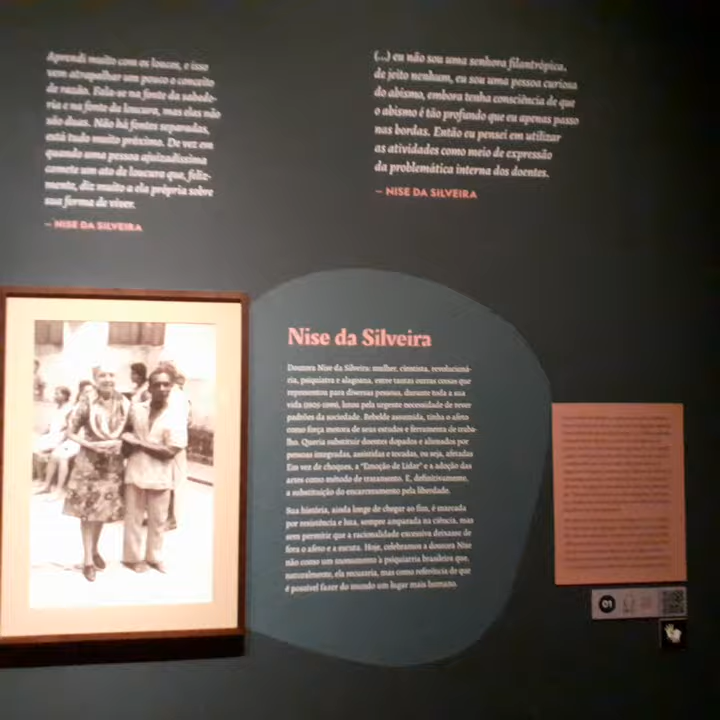 Aprendi muito com os loucos, e isso
vem atrapalhar um pouco o conceito
de razão. Fala-se na fonte da sabedo-
ria e na fonte da loucura, mas elas não
são duas. Não há fontes separadas,
está tudo muito próximo. De vez em
quando uma pessoa ajuizadíssima
comete um ato de loucura que, feliz-
mente, diz muito a ela própria sobre
sua forma de viver.
— NISE DA SILVEIRA
(...) eu não sou uma senhora filantrópica,
de jeito nenhum, eu sou uma pessoa curiosa
do abismo, embora tenha consciência de que
o abismo é tão profundo que eu apenas passo
nas bordas. Então eu pensei em utilizar
as atividades como meio de expressão
da problemática interna dos doentes.
— NISE DA SILVEIRA
Nise da Silveira
Doutora Nise da Silveira: mulher, cientista, revolucioná-
ria, psiquiatra e alagoana, entre tantas outras coisas que
representou para diversas pessoas, durante toda a sua
vida (1905-1999), lutou pela urgente necessidade de rever
padrões da sociedade. Rebelde assumida, tinha o afeto
como força motora de seus estudos e ferramenta de traba-
lho. Queria substituir doentes dopados e alienados por
pessoas integradas, assistidas e tocadas, ou seja, afetadas
Em vez de choques, a "Emoção de Lidar" e a adoção das
artes como método de tratamento. E, definitivamente,
a substituição do encarceramento pela liberdade.
Sua história, ainda longe de chegar ao fim, é marcada
por resistência e luta, sempre amparada na ciência, mas
sem permitir que a racionalidade excessiva deixasse de
fora o afeto e a escuta. Hoje, celebramos a doutora Nise
não como um monumento à psiquiatria brasileira que,
naturalmente, ela recusaria, mas como referência de que
é possível fazer do mundo um lugar mais humano.
01